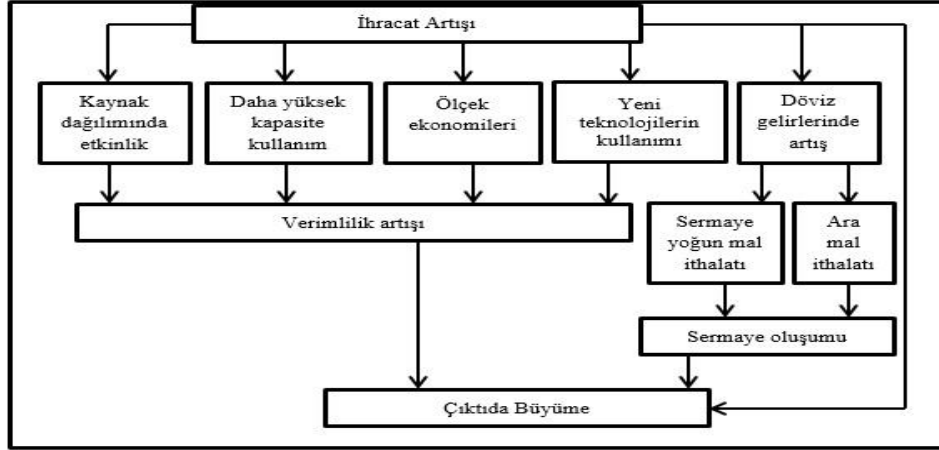 İhracat Artışı
Kaynak
dağılımında
etkinlik
Daha yüksek
kapasite
kullanım
Ölçek
ekonomileri
Yeni
teknolojilerin
kullanımı
Döviz
gelirlerinde
artış
Verimlilik artışı
Sermaye
yoğun mal
ithalatı
Ara
mal
ithalatı
Sermaye oluşumu
Çıktıda Büyüme